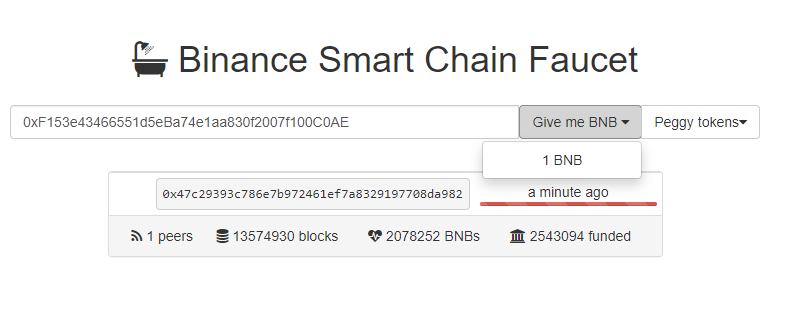 Binance Smart Chain Faucet
0xF153e43466551d5eBa74e1aa830f2007f100C0AE Give me BNB Peggy tokens
1 BNB
0x47c29393c786e7b972461ef7a8329197708da982 a minute ago
1 peers 13574930 blocks 2078252 BNBs 2543094 funded